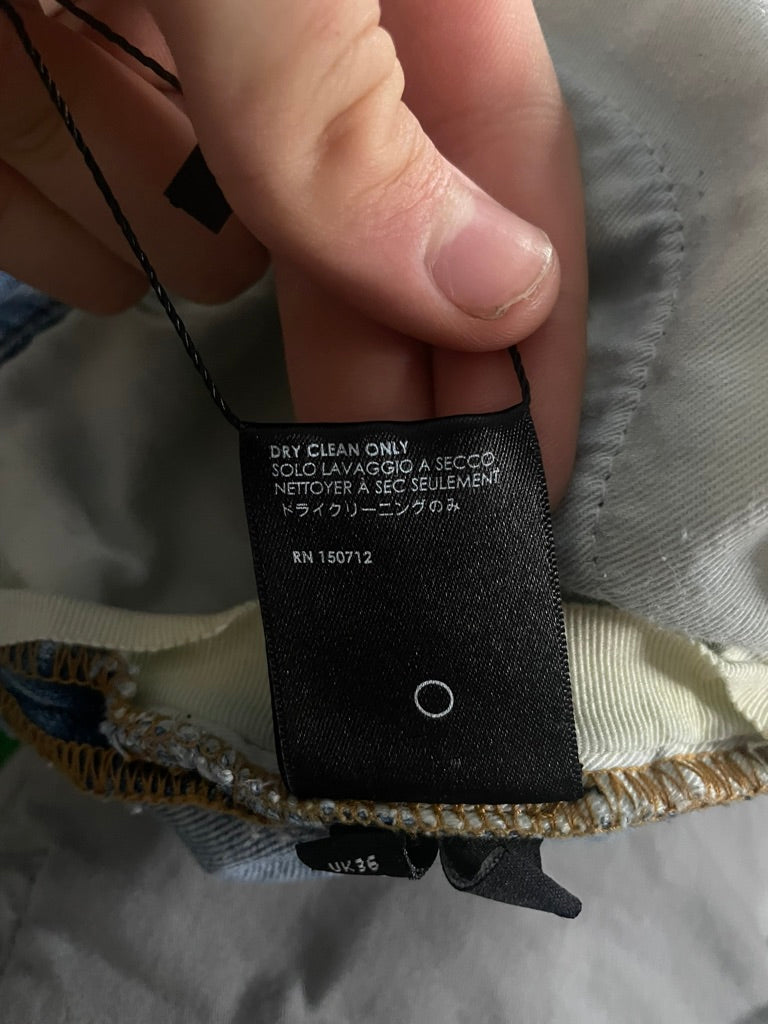 DRY CLEAN ONLY
SOLO LAVAGGIO A SECCO
NETTOYER À SEC SEULEMENT
ドライクリーニングのみ
RN 150712
UK36